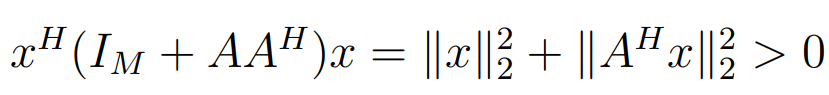 x^H(I_M + AA^H)x = ‖x‖_2^2 + ‖A^H x‖_2^2 > 0